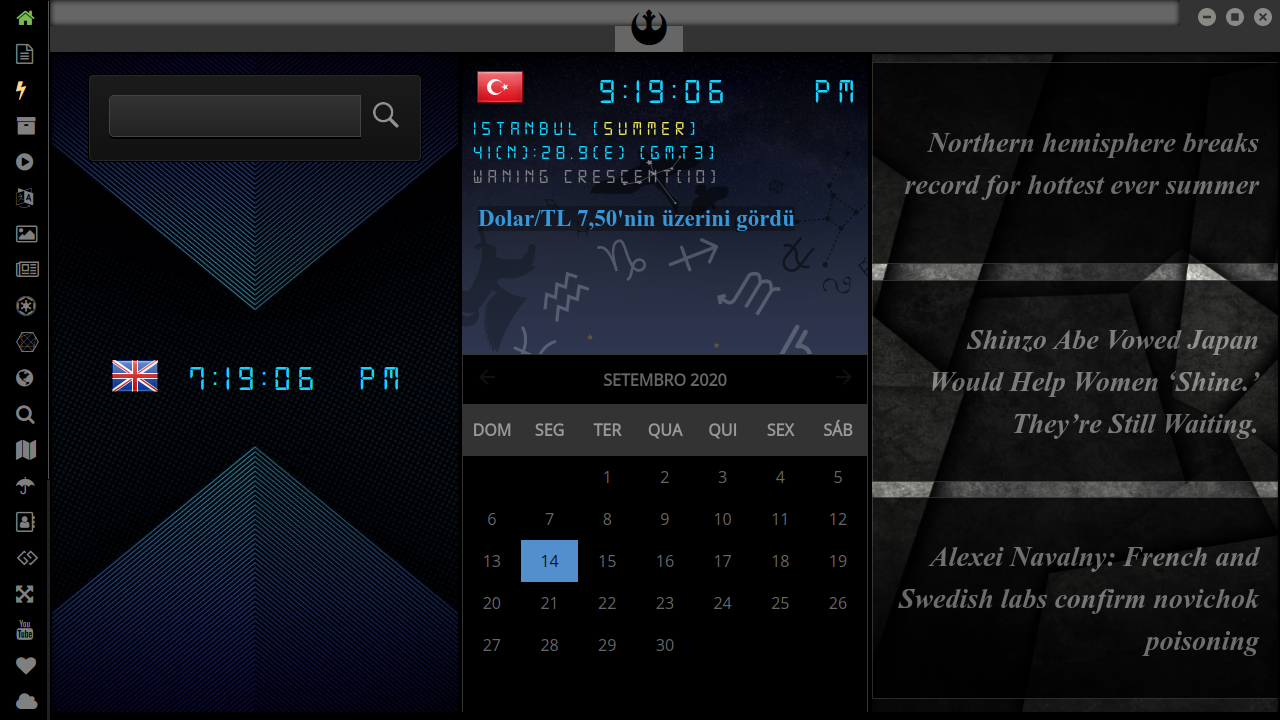 9:19:06 PM
ISTANBUL (SUMMER)
41(N):28.9(E) (GMT3)
WANING CRESCENT(10)
Dolar/TL 7,50'nin üzerini gördü
7:19:06 PM
SETEMBRO 2020
DOM SEG TER QUA QUI SEX SÁB
1 2 3 4 5
6 7 8 9 10 11 12
13 14 15 16 17 18 19
20 21 22 23 24 25 26
27 28 29 30
Northern hemisphere breaks
record for hottest ever summer
Shinzo Abe Vowed Japan
Would Help Women ‘Shine.’
They’re Still Waiting.
Alexei Navalny: French and
Swedish labs confirm novichok
poisoning
You
Tube